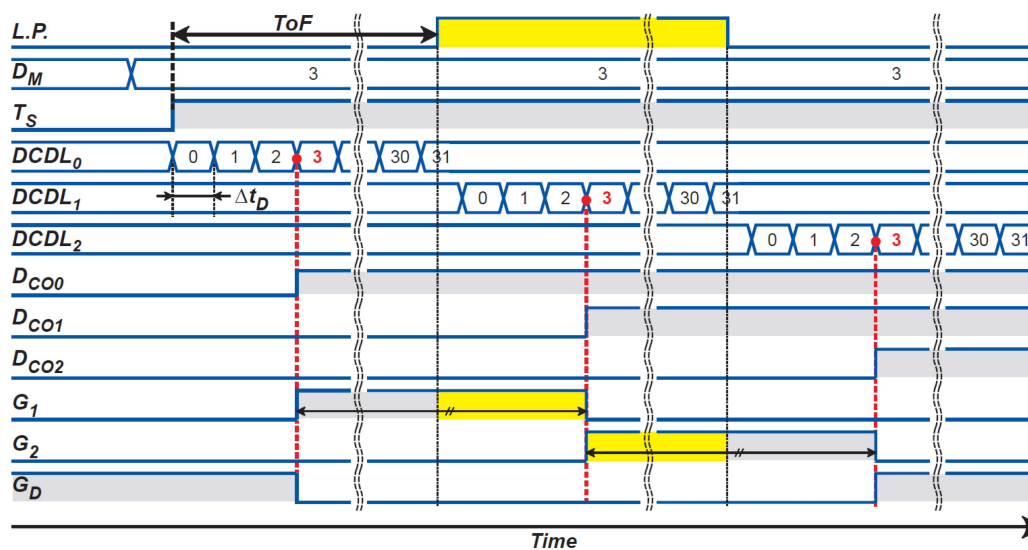 L.P. ToF
D_M 3 3 3
T_S
DCDL_0 0 1 2 3 30 31
Δt_D
DCDL_1 0 1 2 3 30 31
DCDL_2 0 1 2 3 30 31
D_CO0
D_CO1
D_CO2
G_1
G_2
G_D
Time